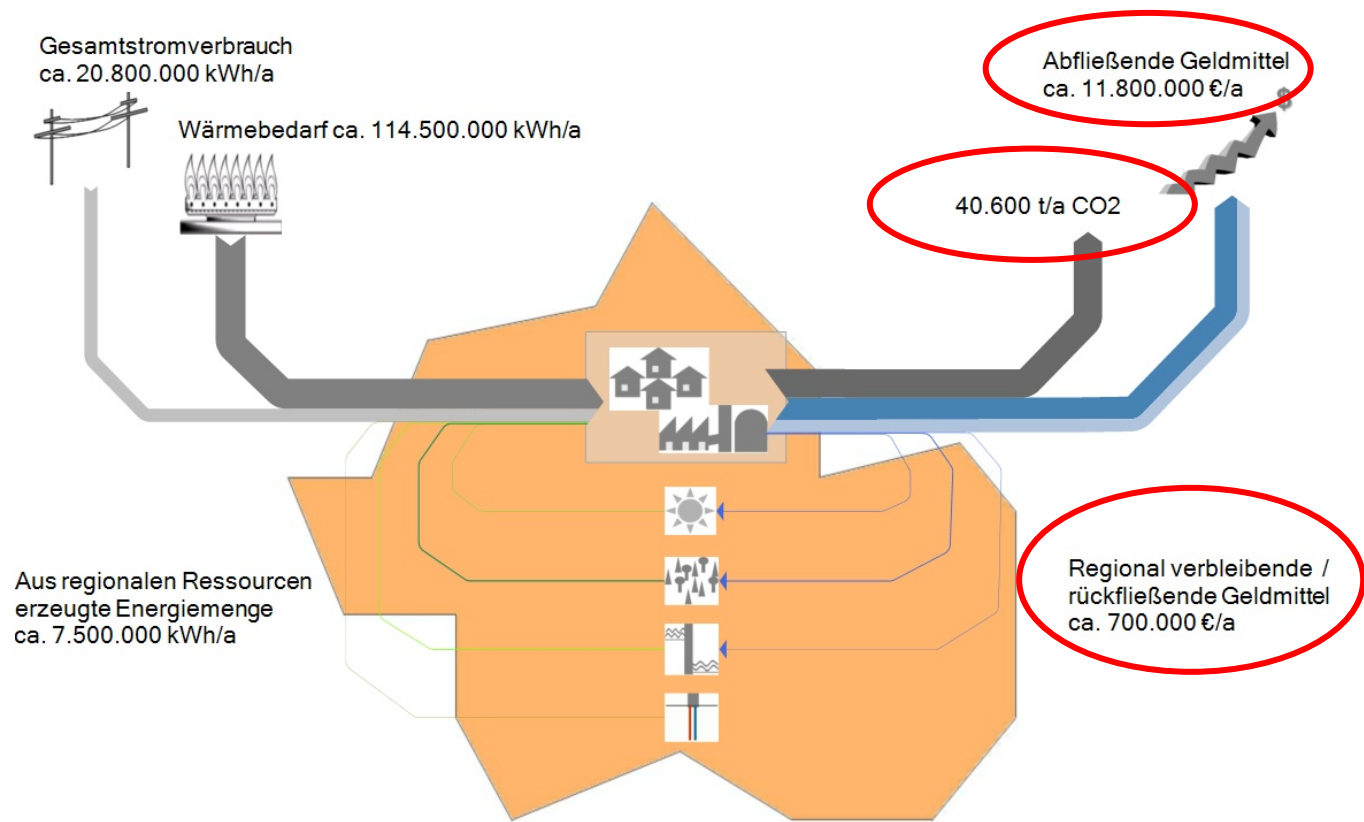 Gesamtstromverbrauch
ca. 20.800.000 kWh/a
Wärmebedarf ca. 114.500.000 kWh/a
Abfließende Geldmittel
ca. 11.800.000 €/a
$
40.600 t/a CO2
Aus regionalen Ressourcen
erzeugte Energiemenge
ca. 7.500.000 kWh/a
Regional verbleibende /
rückfließende Geldmittel
ca. 700.000 €/a